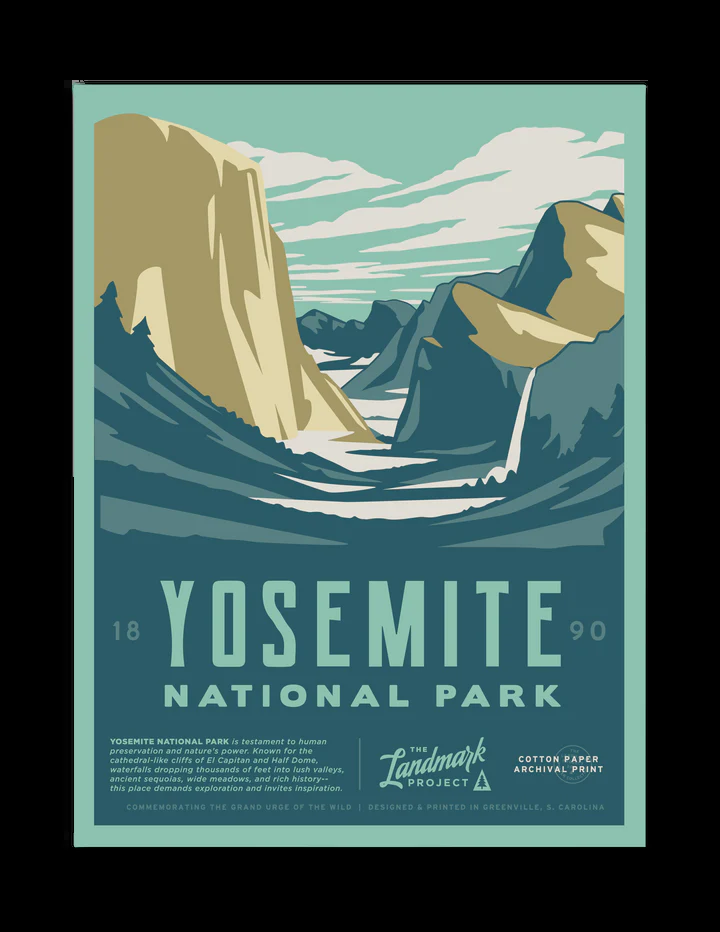 18 YOSEMITE 90
NATIONAL PARK
YOSEMITE NATIONAL PARK is testament to human
preservation and nature's power. Known for the
cathedral-like cliffs of El Capitan and Half Dome,
waterfalls dropping thousands of feet into lush valleys,
ancient sequoias, wide meadows, and rich history--
this place demands exploration and invites inspiration.
THE
Landmark
PROJECT
COTTON PAPER
ARCHIVAL PRINT
COMMEMORATING THE GRAND URGE OF THE WILD | DESIGNED & PRINTED IN GREENVILLE, S. CAROLINA